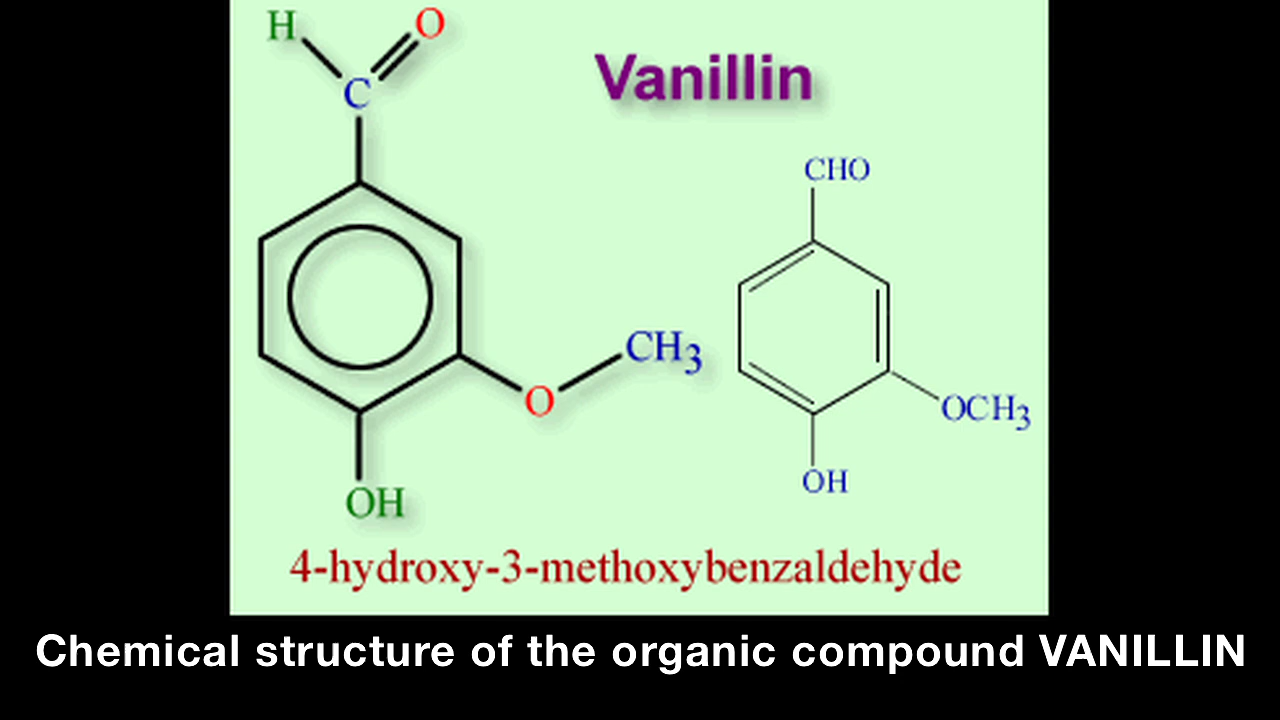 H O
Vanillin
C
CHO
CH3
O
OCH3
OH
OH
4-hydroxy-3-methoxybenzaldehyde
Chemical structure of the organic compound VANILLIN